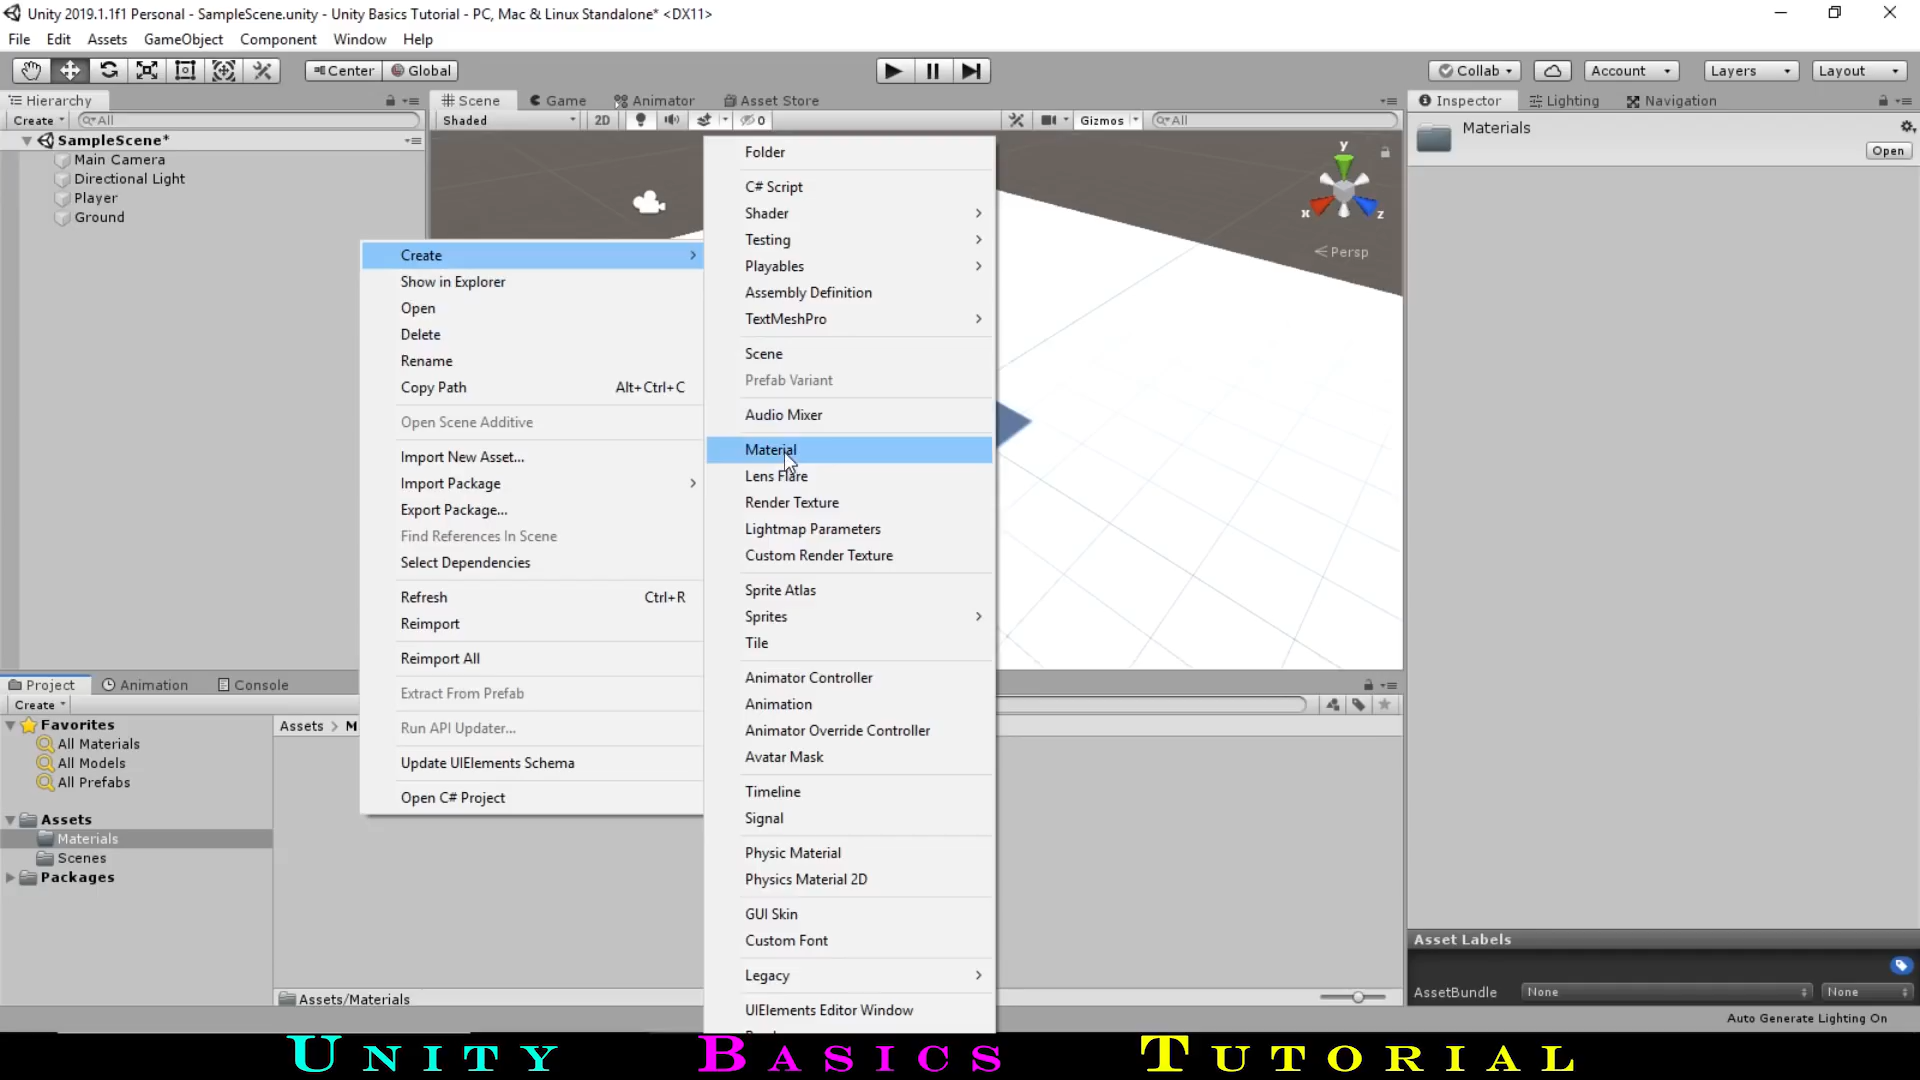 Unity 2019.1.1f1 Personal - SampleScene.unity - Unity Basics Tutorial - PC, Mac & Linux Standalone* <DX11>
File Edit Assets GameObject Component Window Help
Center Global Collab Account Layers Layout
Hierarchy Scene Game Animator Asset Store Inspector Lighting Navigation
Create All Shaded 2D 0 Gizmos All
SampleScene*
Main Camera
Directional Light
Player
Ground
Materials
Open
y
x
z
Persp
Create
Show in Explorer
Open
Delete
Rename
Copy Path Alt+Ctrl+C
Open Scene Additive
Import New Asset...
Import Package
Export Package...
Find References In Scene
Select Dependencies
Refresh Ctrl+R
Reimport
Reimport All
Extract From Prefab
Run API Updater...
Update UIElements Schema
Open C# Project
Folder
C# Script
Shader
Testing
Playables
Assembly Definition
TextMeshPro
Scene
Prefab Variant
Audio Mixer
Material
Lens Flare
Render Texture
Lightmap Parameters
Custom Render Texture
Sprite Atlas
Sprites
Tile
Animator Controller
Animation
Animator Override Controller
Avatar Mask
Timeline
Signal
Physic Material
Physics Material 2D
GUI Skin
Custom Font
Legacy
UIElements Editor Window
Project Animation Console
Create
Favorites
All Materials
All Models
All Prefabs
Assets
Materials
Scenes
Packages
Assets > M
Assets/Materials
Asset Labels
AssetBundle None None
Auto Generate Lighting On
Unity Basics Tutorial